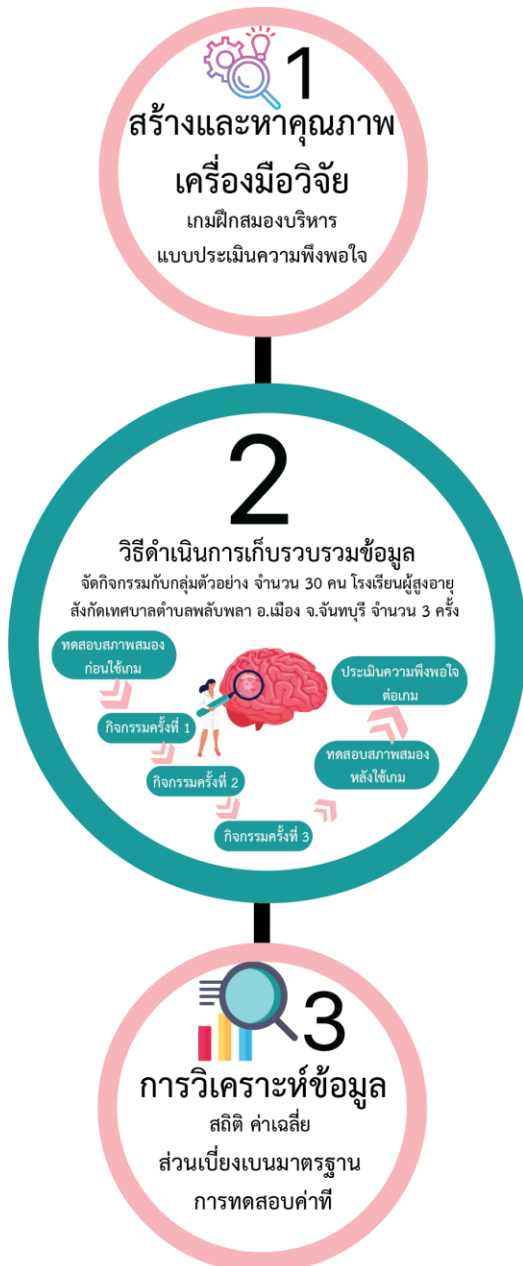 1
สร้างและหาคุณภาพ
เครื่องมือวิจัย
เกมฝึกสมองบริหาร
แบบประเมินความพึงพอใจ
2
วิธีดำเนินการเก็บรวบรวมข้อมูล
จัดกิจกรรมกับกลุ่มตัวอย่าง จำนวน 30 คน โรงเรียนผู้สูงอายุ
สังกัดเทศบาลตำบลพลับพลา อ.เมือง จ.จันทบุรี จำนวน 3 ครั้ง
ทดสอบสภาพสมอง
ก่อนใช้เกม
กิจกรรมครั้งที่ 1
กิจกรรมครั้งที่ 2
กิจกรรมครั้งที่ 3
ทดสอบสภาพสมอง
หลังใช้เกม
ประเมินความพึงพอใจ
ต่อเกม
3
การวิเคราะห์ข้อมูล
สถิติ ค่าเฉลี่ย
ส่วนเบี่ยงเบนมาตรฐาน
การทดสอบค่าที